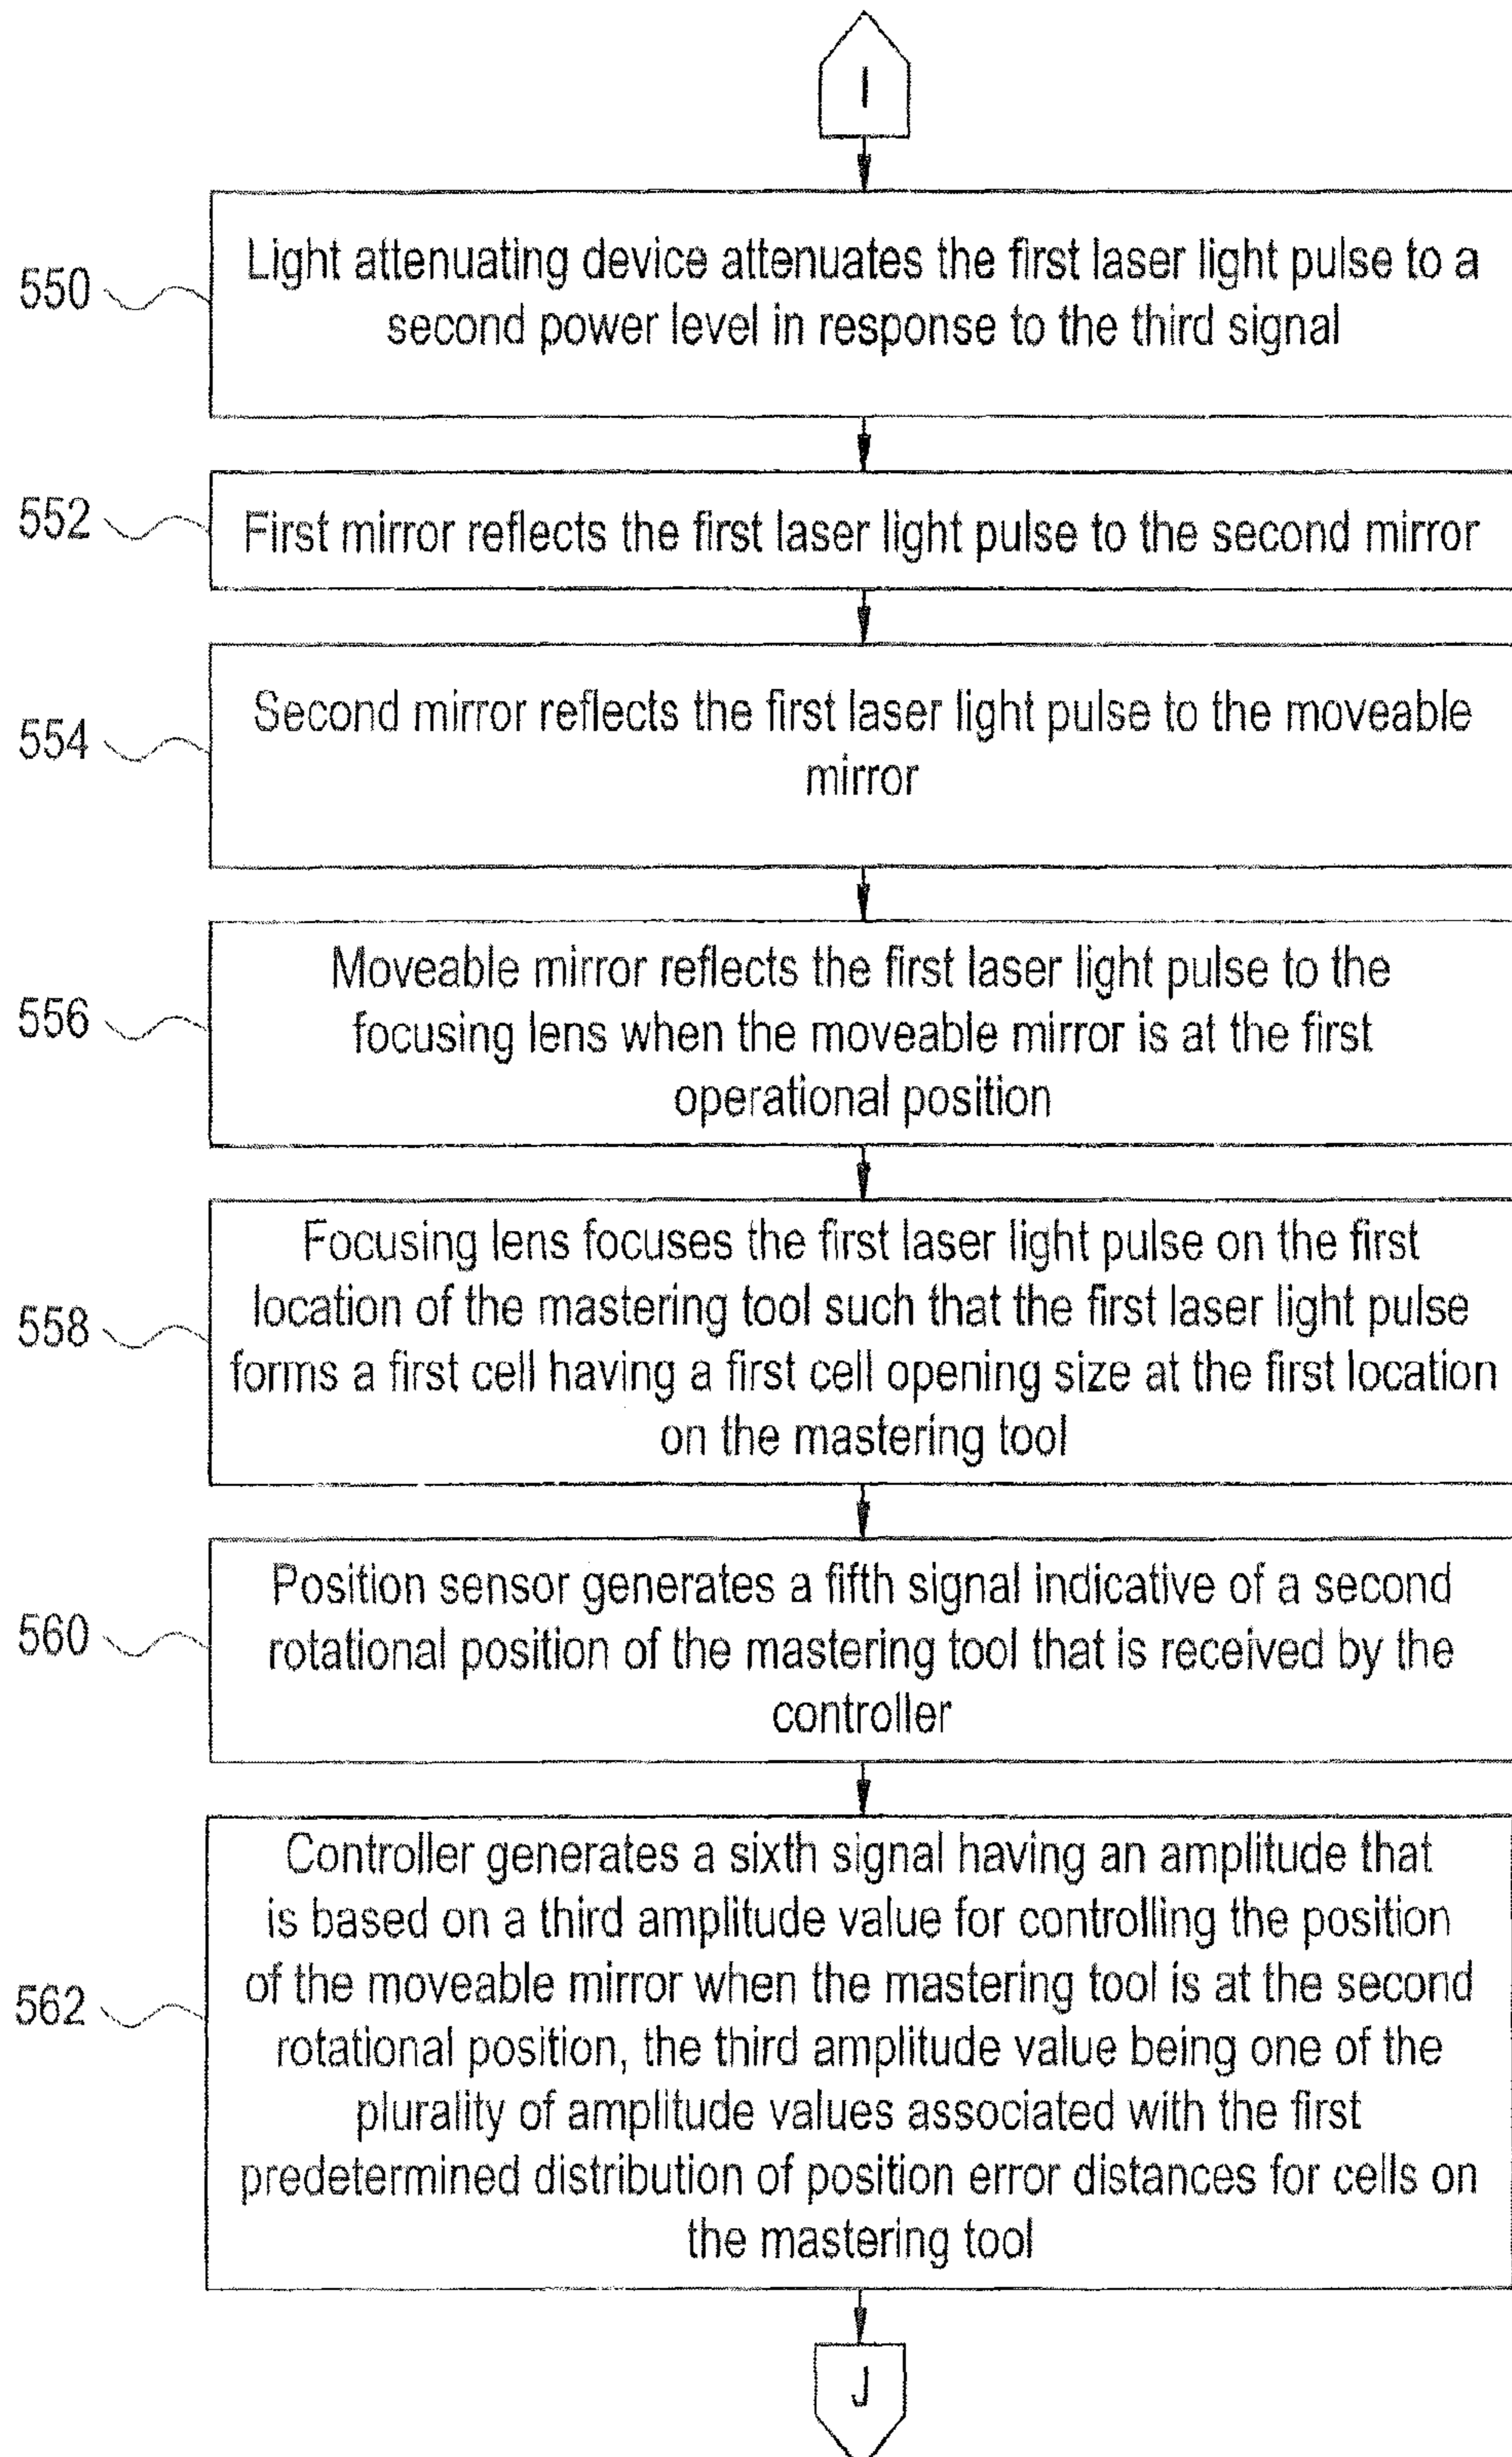 I
550
Light attenuating device attenuates the first laser light pulse to a
second power level in response to the third signal
552
First mirror reflects the first laser light pulse to the second mirror
554
Second mirror reflects the first laser light pulse to the moveable
mirror
556
Moveable mirror reflects the first laser light pulse to the
focusing lens when the moveable mirror is at the first
operational position
558
Focusing lens focuses the first laser light pulse on the first
location of the mastering tool such that the first laser light pulse
forms a first cell having a first cell opening size at the first location
on the mastering tool
560
Position sensor generates a fifth signal indicative of a second
rotational position of the mastering tool that is received by the
controller
562
Controller generates a sixth signal having an amplitude that
is based on a third amplitude value for controlling the position
of the moveable mirror when the mastering tool is at the second
rotational position, the third amplitude value being one of the
plurality of amplitude values associated with the first
predetermined distribution of position error distances for cells on
the mastering tool
J